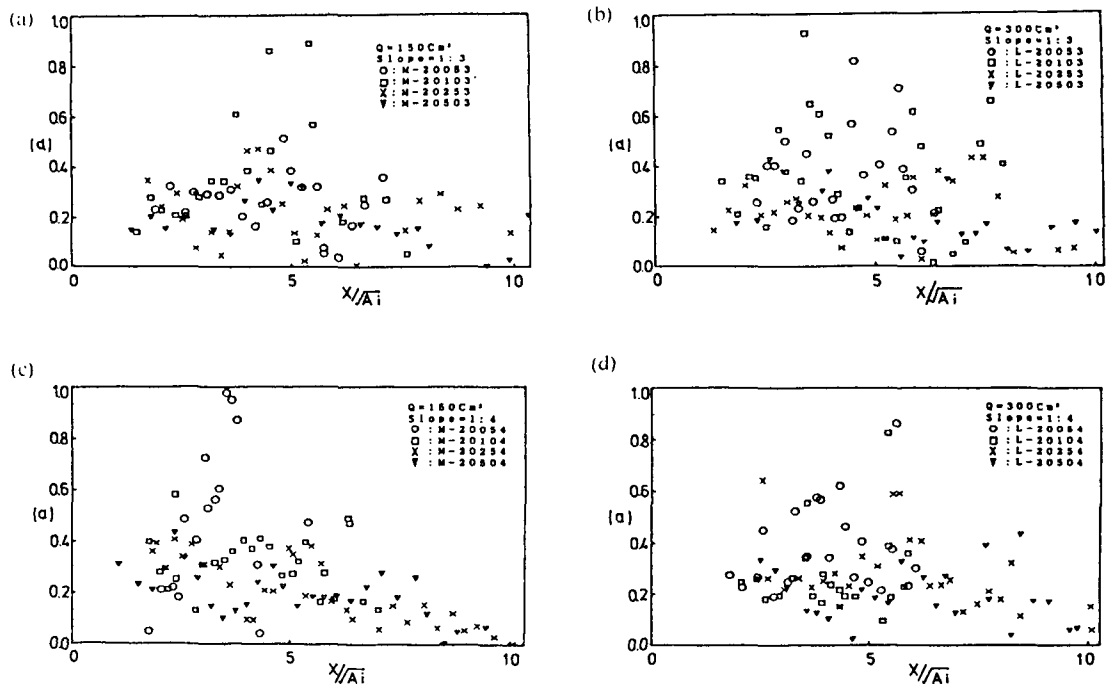 (a)
Q=150Cm³
Slope=1:3
○ : M-20053
□ : M-20103
× : M-20253
▼ : M-20503
1.0
0.8
0.6
0.4
0.2
0.0
(a)
5
10
X/√Ai
(b)
Q=300Cm³
Slope=1:3
○ : L-20053
□ : L-20103
× : L-20253
▼ : L-20503
1.0
0.8
0.6
0.4
0.2
0.0
(a)
0
5
10
X/√Ai
(c)
Q=150Cm³
Slope=1:4
○ : M-20054
□ : M-20104
× : M-20254
▼ : M-20504
1.0
0.8
0.6
0.4
0.2
0.0
(a)
0
5
10
X/√Ai
(d)
Q=300Cm³
Slope=1:4
○ : L-20054
□ : L-20104
× : L-20254
▼ : L-20504
1.0
0.8
0.6
0.4
0.2
0.0
(a)
0
5
10
X/√Ai